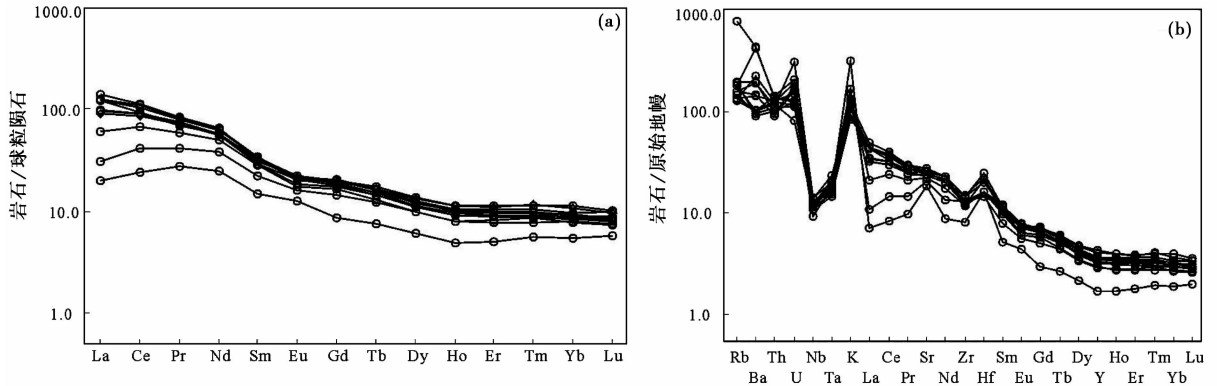 (a)
1000.0
100.0
10.0
1.0
岩石/球粒陨石
La Ce Pr Nd Sm Eu Gd Tb Dy Ho Er Tm Yb Lu
(b)
1000.0
100.0
10.0
1.0
岩石/原始地幔
Rb Th Nb K Ce Sr Zr Sm Gd Dy Ho Tm Lu
Ba U Ta La Pr Nd Hf Eu Tb Y Er Yb